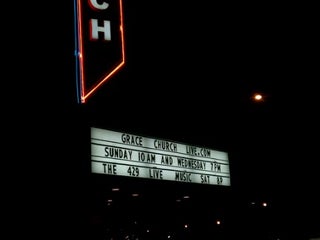 CH
GRACE CHURCH LIVE.COM
SUNDAY 10AM AND WEDNESDAY 7PM
THE 429 LIVE MUSIC SAT 8P